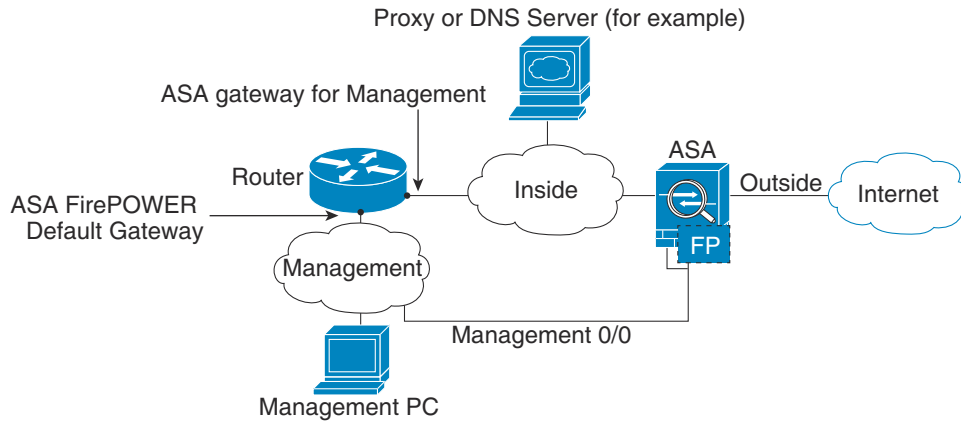 Proxy or DNS Server (for example)
ASA gateway for Management
ASA
Router
Inside
Outside
Internet
ASA FirePOWER
Default Gateway
FP
Management
Management 0/0
Management PC